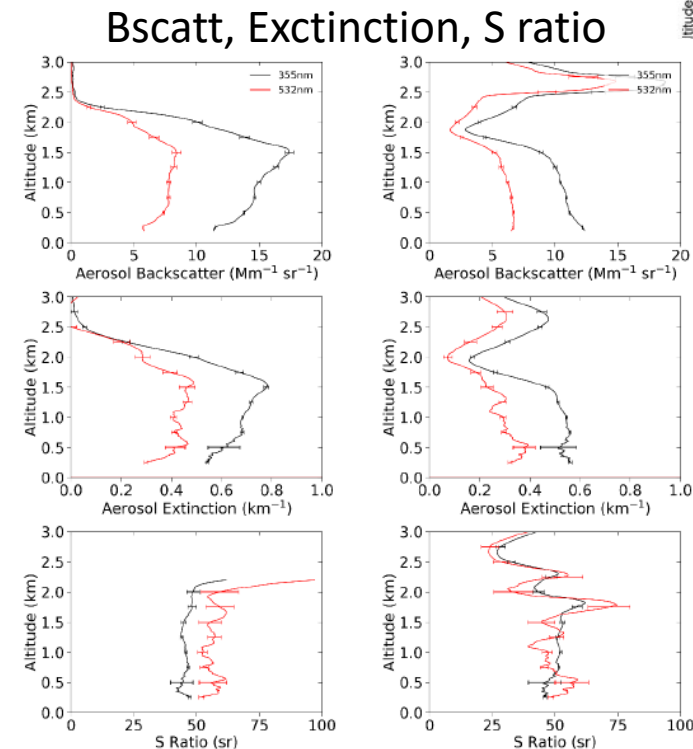 Bscatt, Exctinction, S ratio
ltitude
3.0
2.5
2.0
1.5
1.0
0.5
0.0
Altitude (km)
355nm
532nm
0 5 10 15 20
Aerosol Backscatter (Mm⁻¹ sr⁻¹)
3.0
2.5
2.0
1.5
1.0
0.5
0.0
Altitude (km)
355nm
532nm
0 5 10 15 20
Aerosol Backscatter (Mm⁻¹ sr⁻¹)
3.0
2.5
2.0
1.5
1.0
0.5
0.0
Altitude (km)
0.0 0.2 0.4 0.6 0.8 1.0
Aerosol Extinction (km⁻¹)
3.0
2.5
2.0
1.5
1.0
0.5
0.0
Altitude (km)
0.0 0.2 0.4 0.6 0.8 1.0
Aerosol Extinction (km⁻¹)
3.0
2.5
2.0
1.5
1.0
0.5
0.0
Altitude (km)
0 25 50 75 100
S Ratio (sr)
3.0
2.5
2.0
1.5
1.0
0.5
0.0
Altitude (km)
0 25 50 75 100
S Ratio (sr)